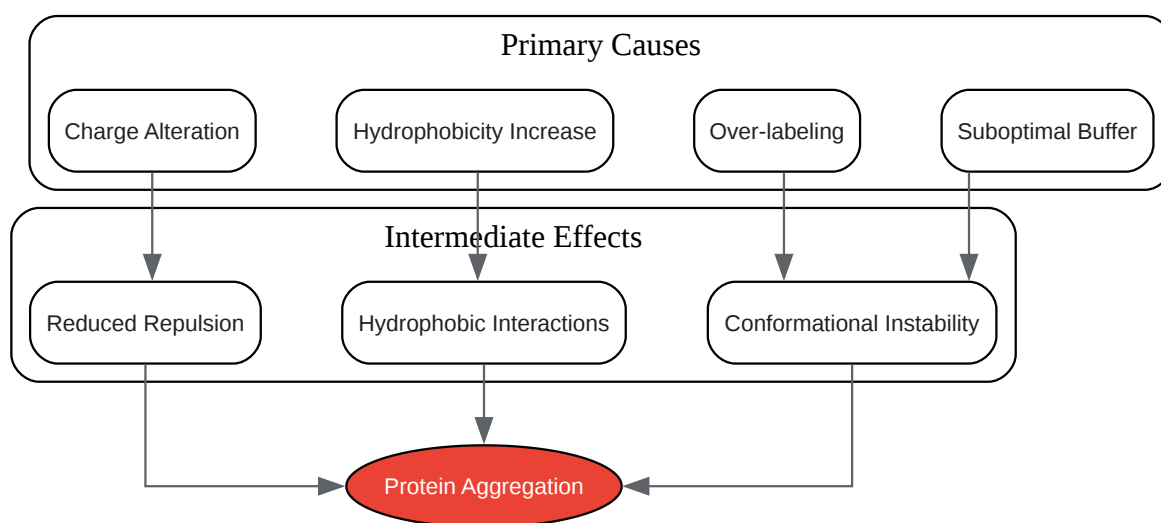 Primary Causes
Charge Alteration
Hydrophobicity Increase
Over-labeling
Suboptimal Buffer
Intermediate Effects
Reduced Repulsion
Hydrophobic Interactions
Conformational Instability
Protein Aggregation